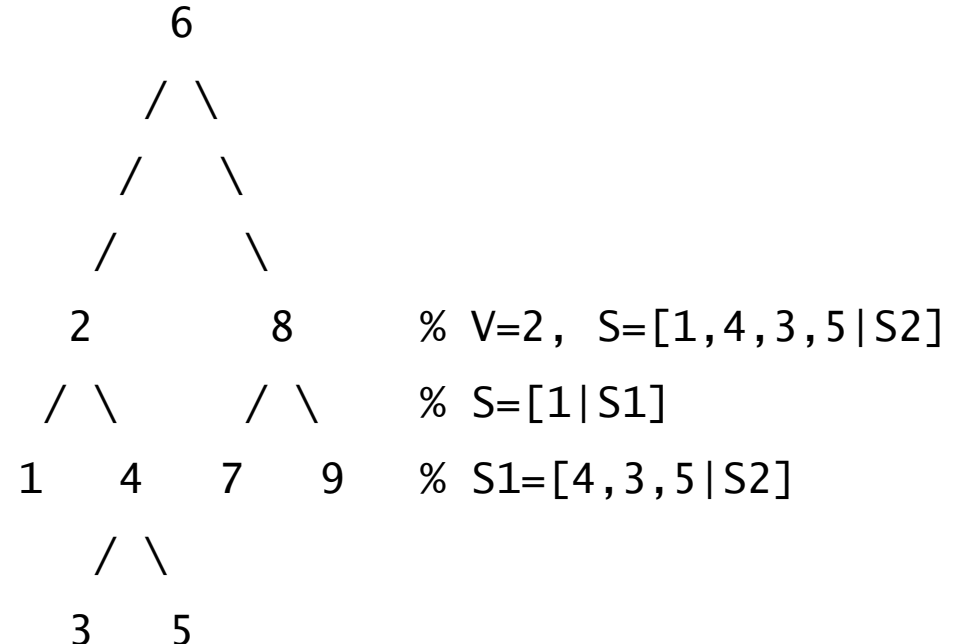 6
/ \
/ \
/ \
2 8 % V=2, S=[1,4,3,5|S2]
/ \ / \ % S=[1|S1]
1 4 7 9 % S1=[4,3,5|S2]
/ \
3 5